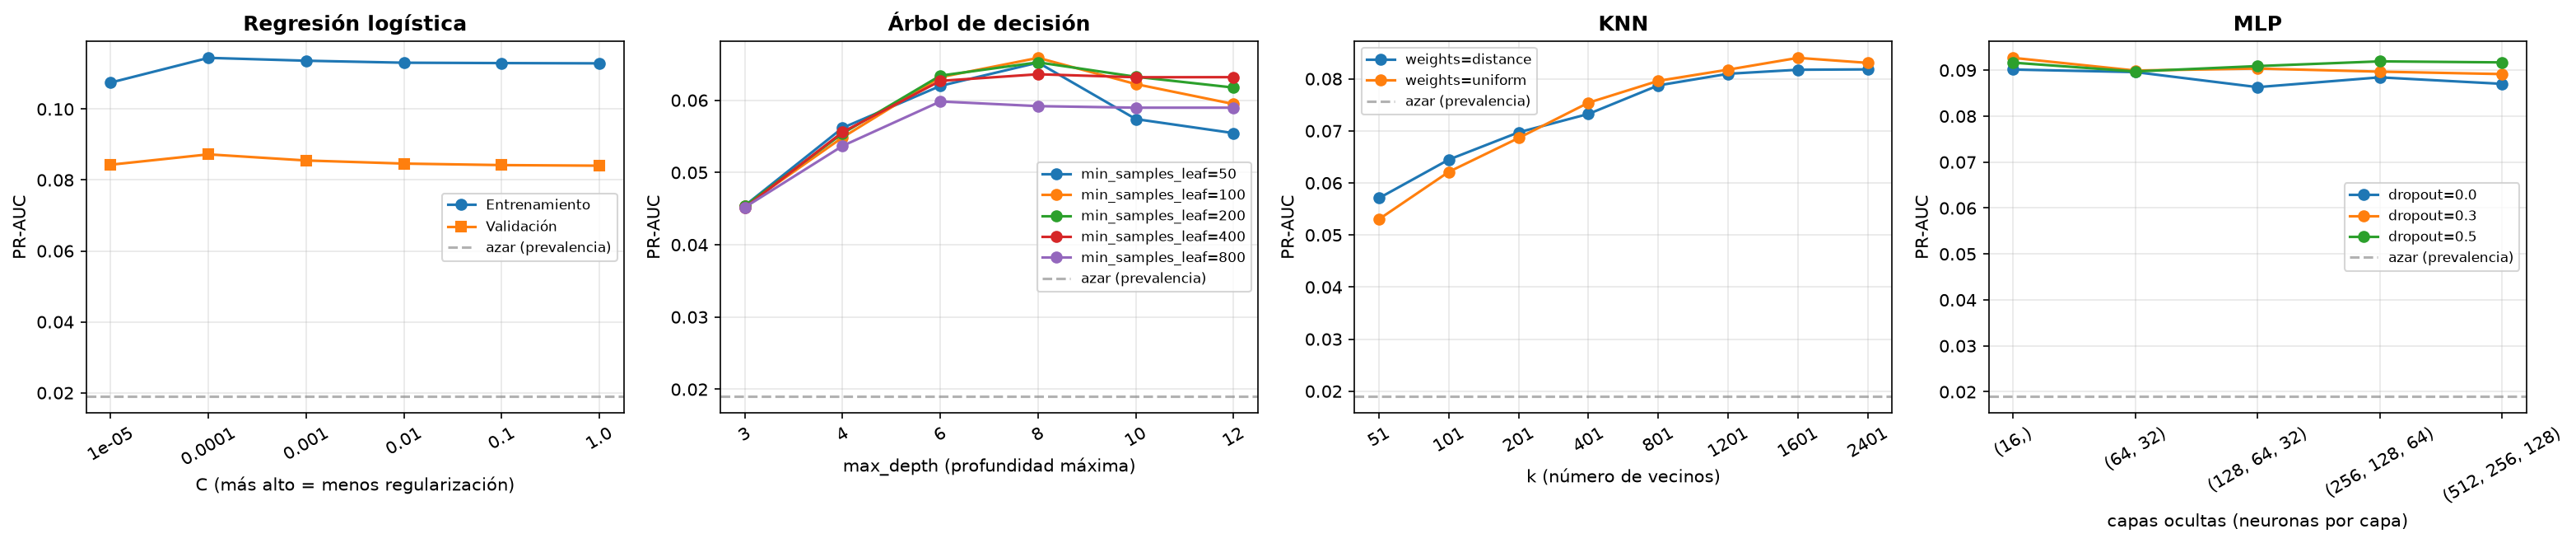 Regresión logística
PR-AUC
0.10
0.08
0.06
0.04
0.02
Entrenamiento
Validación
azar (prevalencia)
1e-05
0.0001
0.001
0.01
0.1
1.0
C (más alto = menos regularización)
Árbol de decisión
PR-AUC
0.06
0.05
0.04
0.03
0.02
min_samples_leaf=50
min_samples_leaf=100
min_samples_leaf=200
min_samples_leaf=400
min_samples_leaf=800
azar (prevalencia)
3
4
6
8
10
12
max_depth (profundidad máxima)
KNN
PR-AUC
weights=distance
weights=uniform
azar (prevalencia)
0.08
0.07
0.06
0.05
0.04
0.03
0.02
51
101
201
401
801
1201
1601
2401
k (número de vecinos)
MLP
PR-AUC
0.09
0.08
0.07
0.06
0.05
0.04
0.03
0.02
dropout=0.0
dropout=0.3
dropout=0.5
azar (prevalencia)
(16,)
(64, 32)
(128, 64, 32)
(256, 128, 64)
(512, 256, 128)
capas ocultas (neuronas por capa)